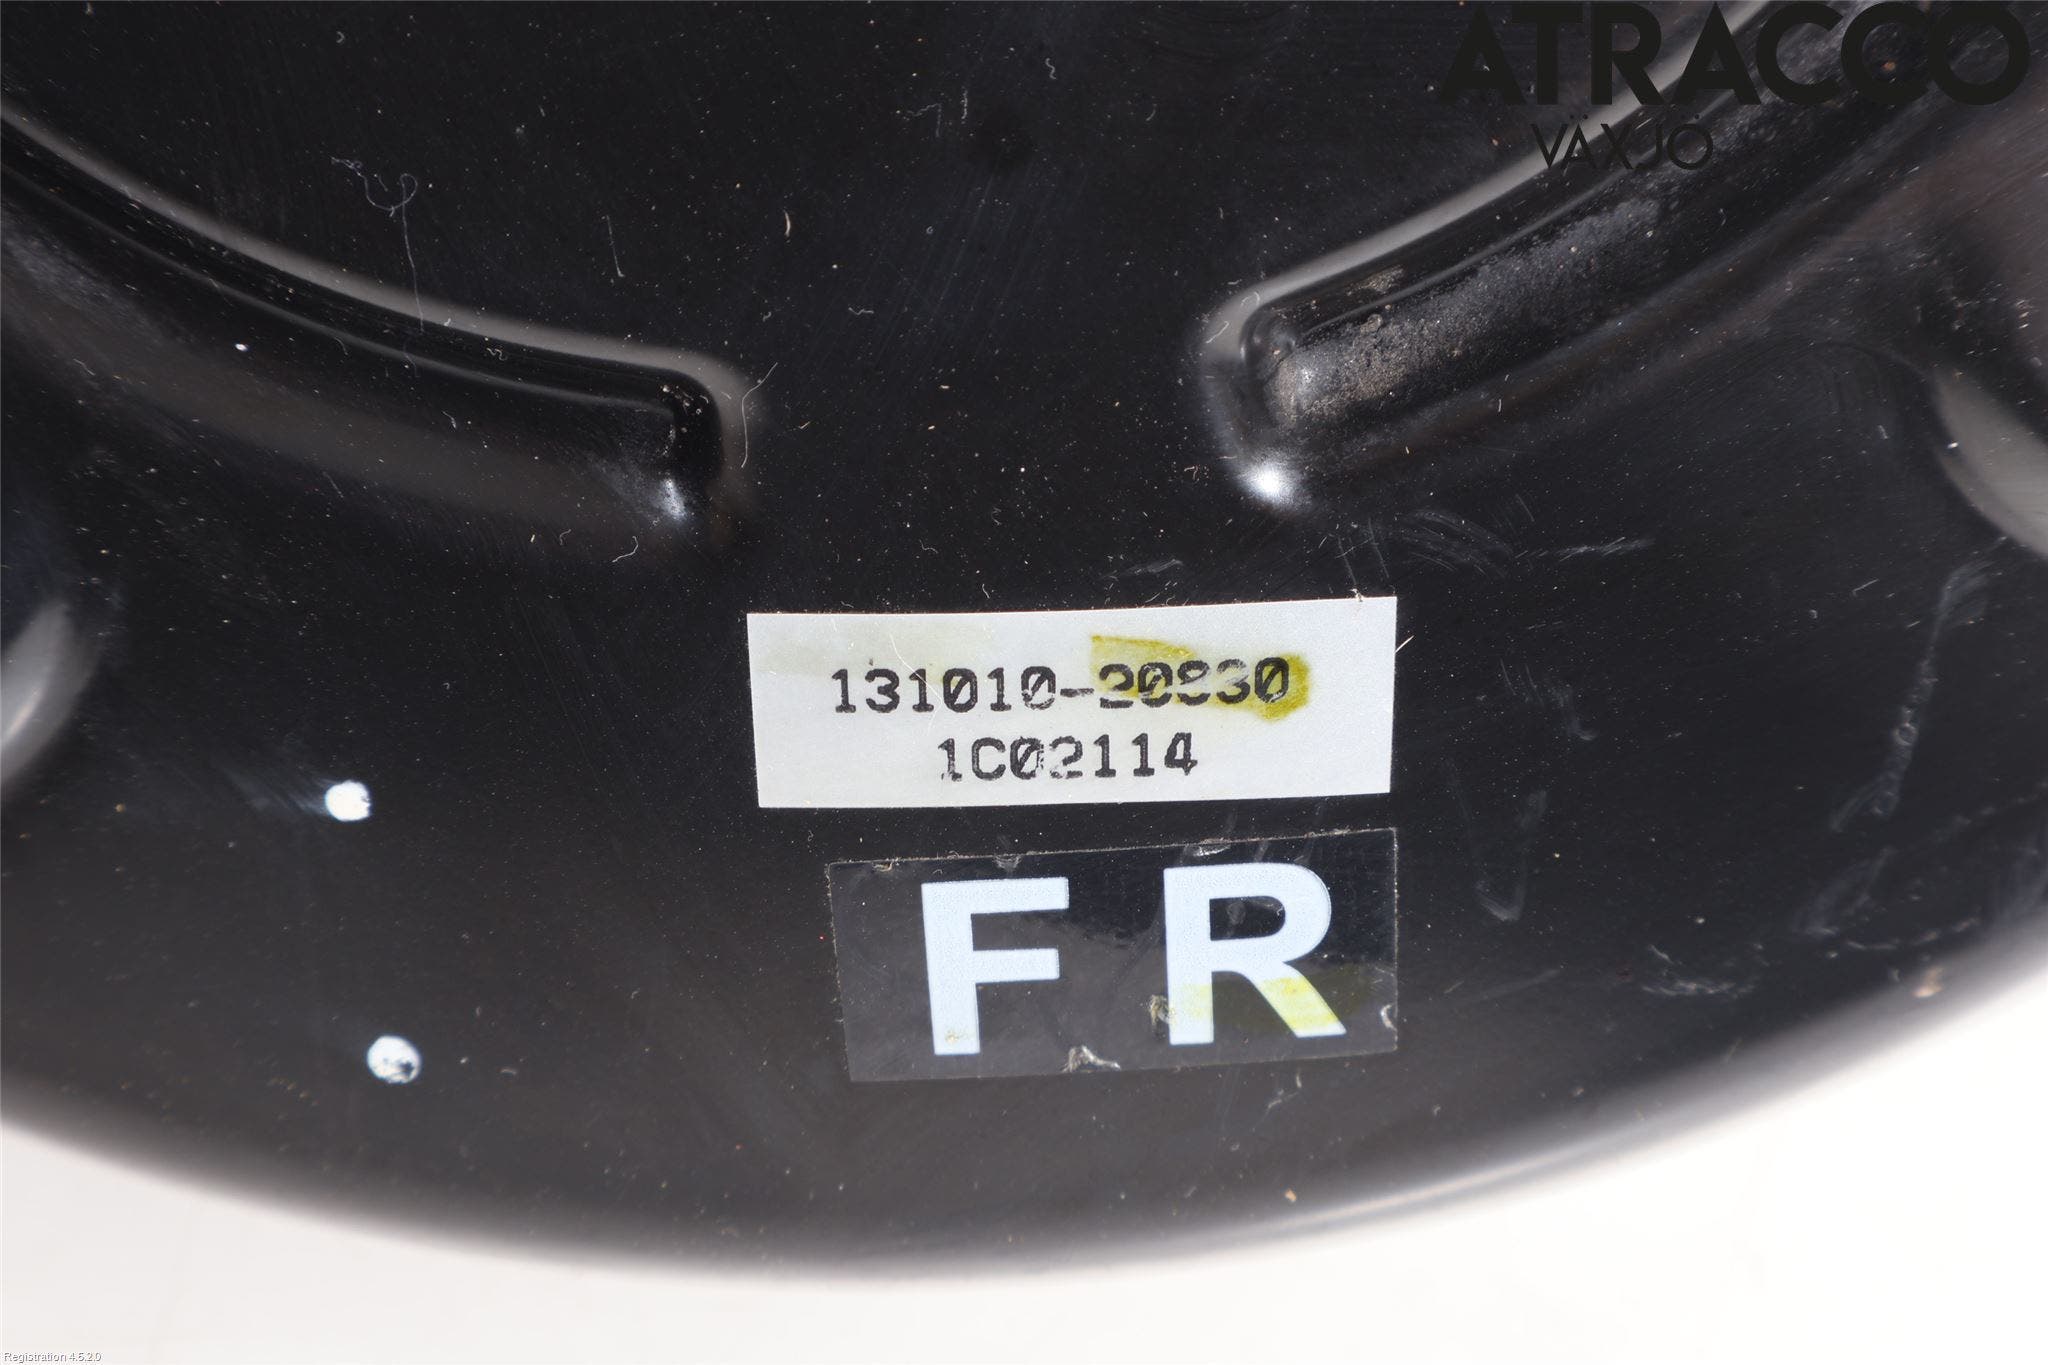 ATRACCO
VÄXJÖ
131010-20830
1C02114
FR
Registration 4.5.2.0